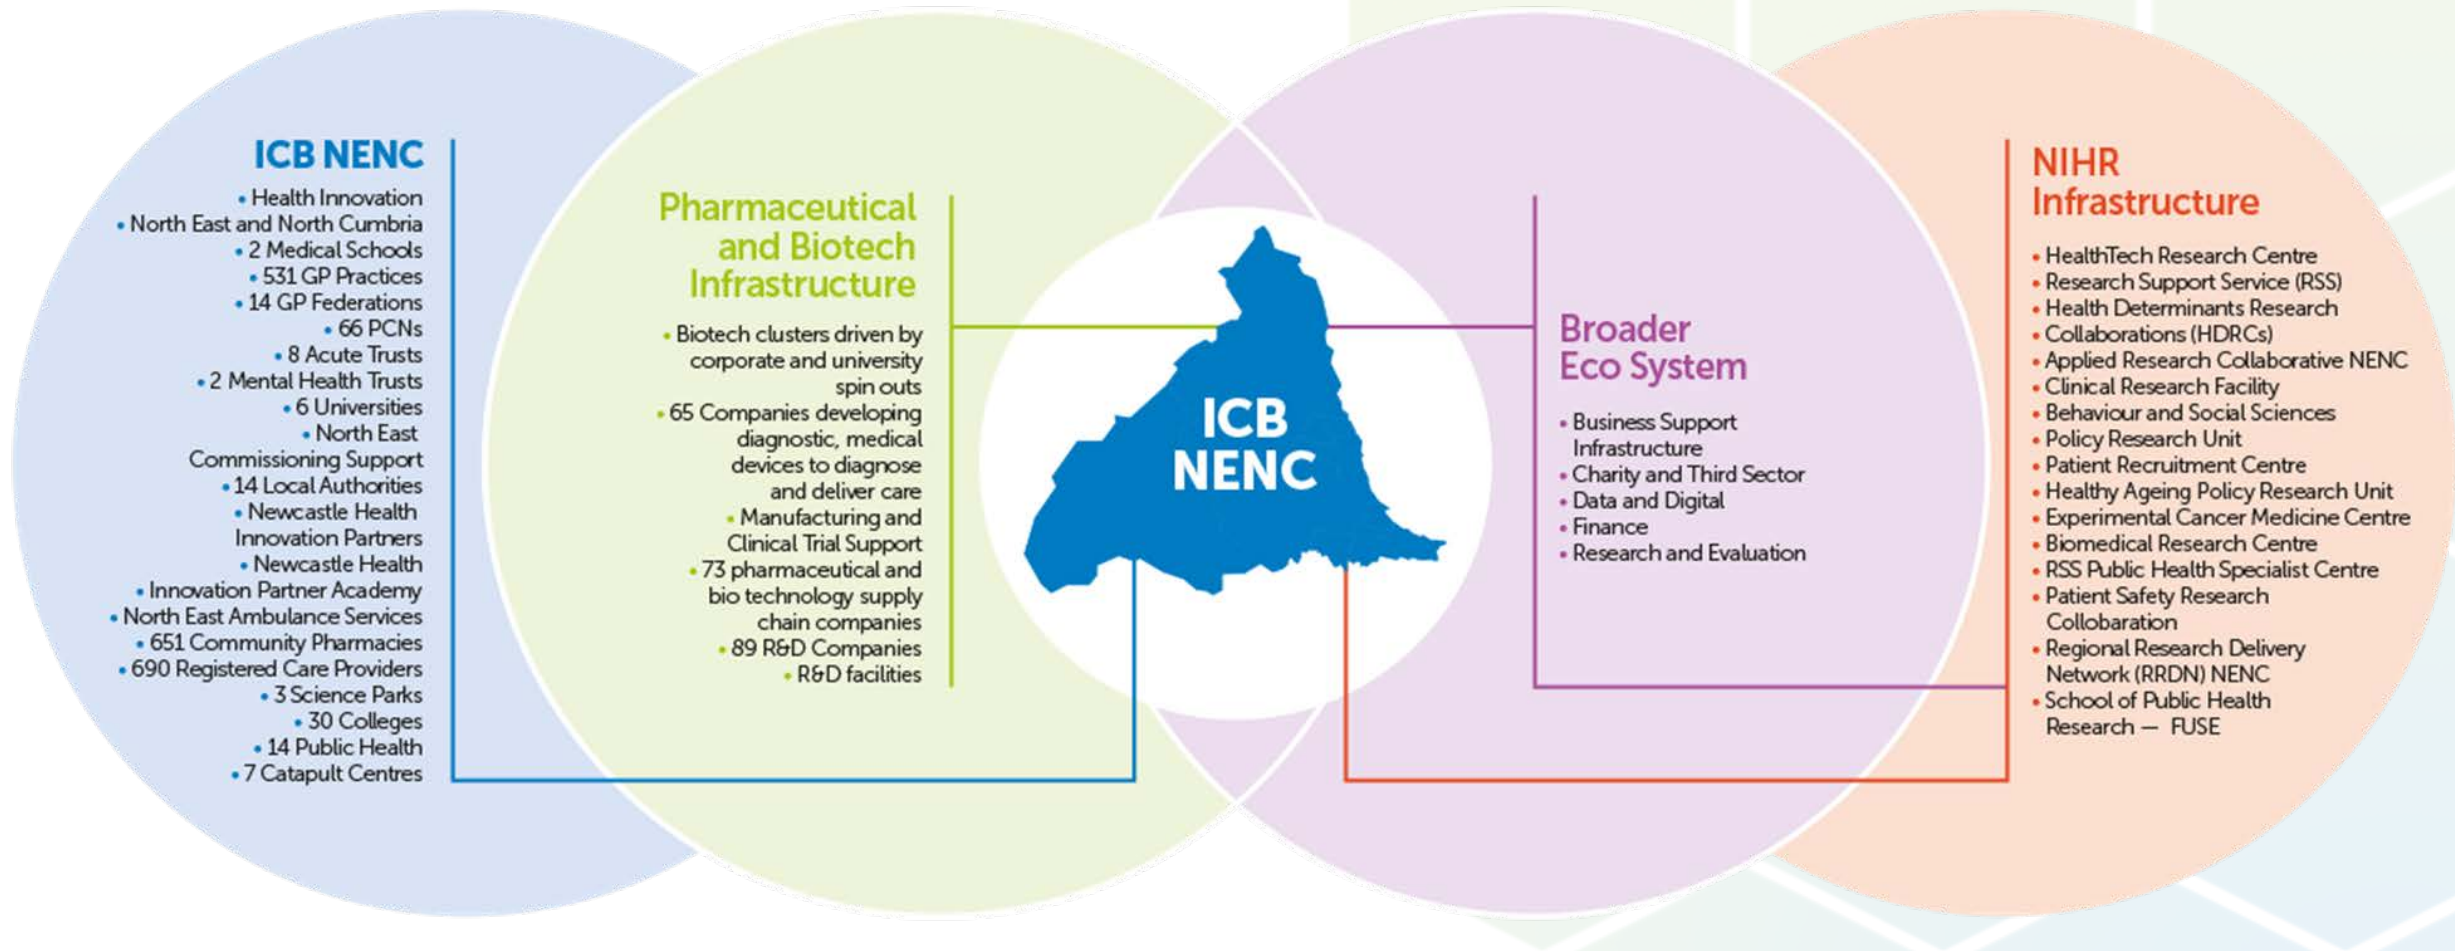 ICB NENC
• Health Innovation
• North East and North Cumbria
• 2 Medical Schools
• 531 GP Practices
• 14 GP Federations
• 66 PCNs
• 8 Acute Trusts
• 2 Mental Health Trusts
• 6 Universities
• North East
Commissioning Support
• 14 Local Authorities
• Newcastle Health
Innovation Partners
• Newcastle Health
• Innovation Partner Academy
• North East Ambulance Services
• 651 Community Pharmacies
• 690 Registered Care Providers
• 3 Science Parks
• 30 Colleges
• 14 Public Health
• 7 Catapult Centres
Pharmaceutical
and Biotech
Infrastructure
• Biotech clusters driven by
corporate and university
spin outs
• 65 Companies developing
diagnostic, medical
devices to diagnose
and deliver care
• Manufacturing and
Clinical Trial Support
• 73 pharmaceutical and
bio technology supply
chain companies
• 89 R&D Companies
• R&D facilities
ICB
NENC
Broader
Eco System
• Business Support
Infrastructure
• Charity and Third Sector
• Data and Digital
• Finance
• Research and Evaluation
NIHR
Infrastructure
• HealthTech Research Centre
• Research Support Service (RSS)
• Health Determinants Research
• Collaborations (HDRCs)
• Applied Research Collaborative NENC
• Clinical Research Facility
• Behaviour and Social Sciences
• Policy Research Unit
• Patient Recruitment Centre
• Healthy Ageing Policy Research Unit
• Experimental Cancer Medicine Centre
• Biomedical Research Centre
• RSS Public Health Specialist Centre
• Patient Safety Research
Collobaration
• Regional Research Delivery
Network (RRDN) NENC
• School of Public Health
Research — FUSE